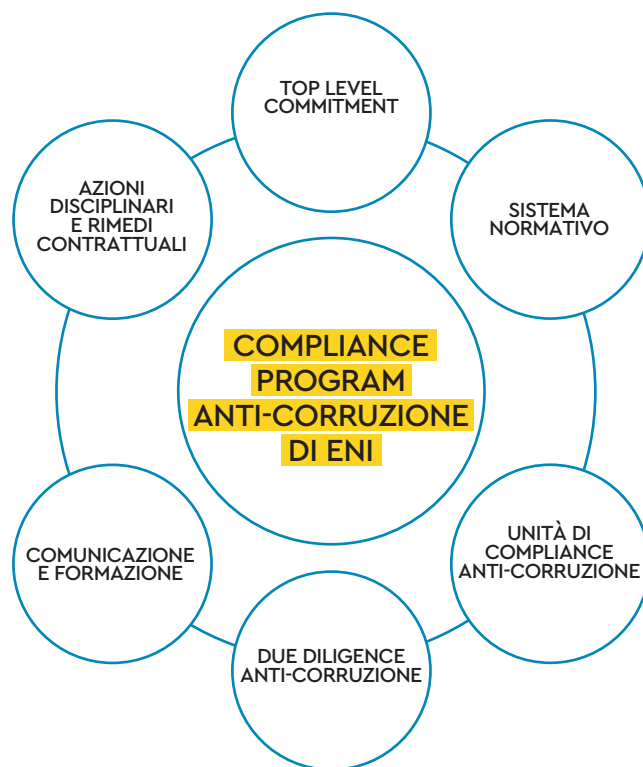 TOP LEVEL
COMMITMENT
AZIONI
DISCIPLINARI
E RIMEDI
CONTRATTUALI
SISTEMA
NORMATIVO
COMPLIANCE
PROGRAM
ANTI-CORRUZIONE
DI ENI
COMUNICAZIONE
E FORMAZIONE
UNITÀ DI
COMPLIANCE
ANTI-CORRUZIONE
DUE DILIGENCE
ANTI-CORRUZIONE